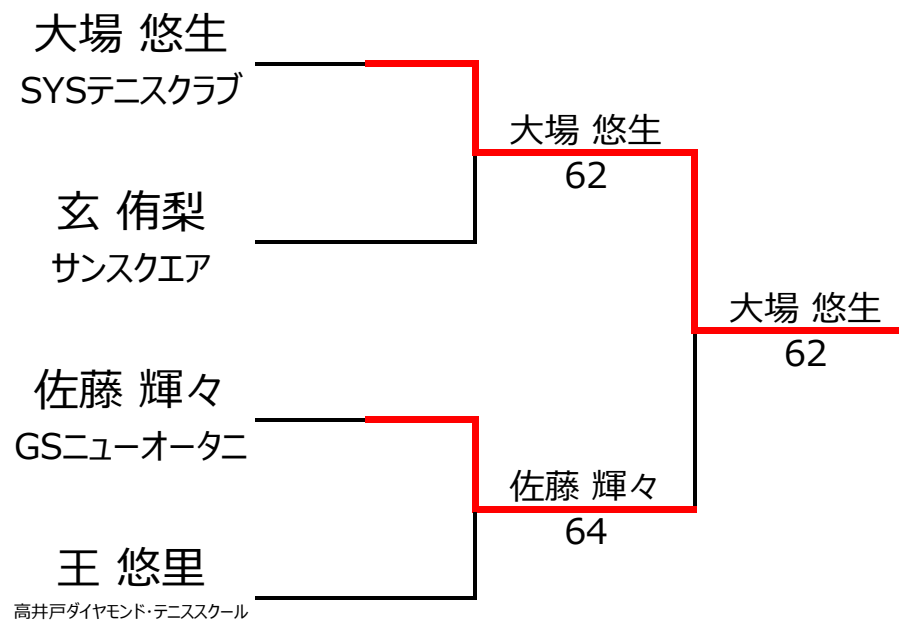 大場 悠生
SYSテニスクラブ
大場 悠生
62
玄 侑梨
サンスクエア
大場 悠生
62
佐藤 輝々
GSニューオータニ
佐藤 輝々
64
王 悠里
高井戸ダイヤモンド・テニススクール